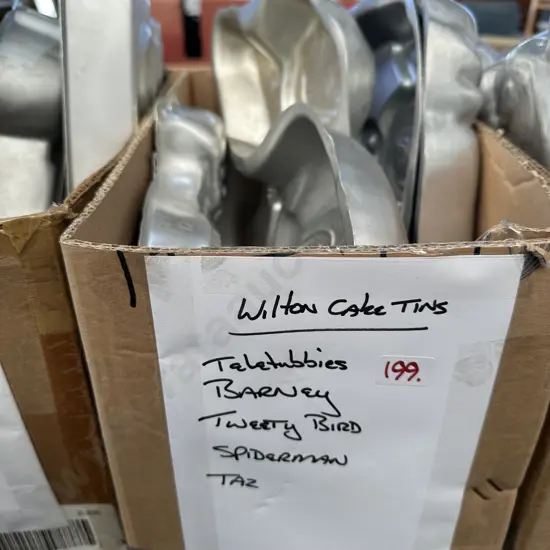 Wilton Cake Tins
Teletubbies
199.
BARNEY
TWEETY BIRD
SPIDERMAN
TAZ